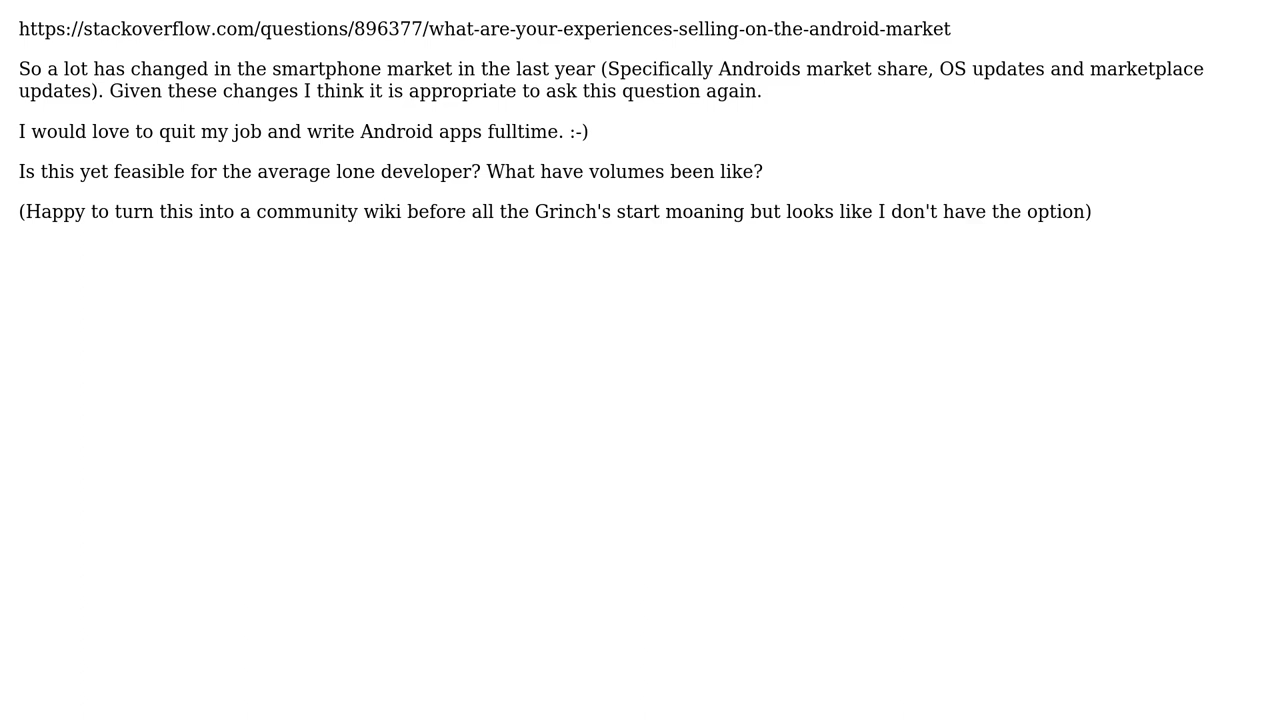 https://stackoverflow.com/questions/896377/what-are-your-experiences-selling-on-the-android-market
So a lot has changed in the smartphone market in the last year (Specifically Androids market share, OS updates and marketplace
updates). Given these changes I think it is appropriate to ask this question again.
I would love to quit my job and write Android apps fulltime. :-)
Is this yet feasible for the average lone developer? What have volumes been like?
(Happy to turn this into a community wiki before all the Grinch's start moaning but looks like I don't have the option)